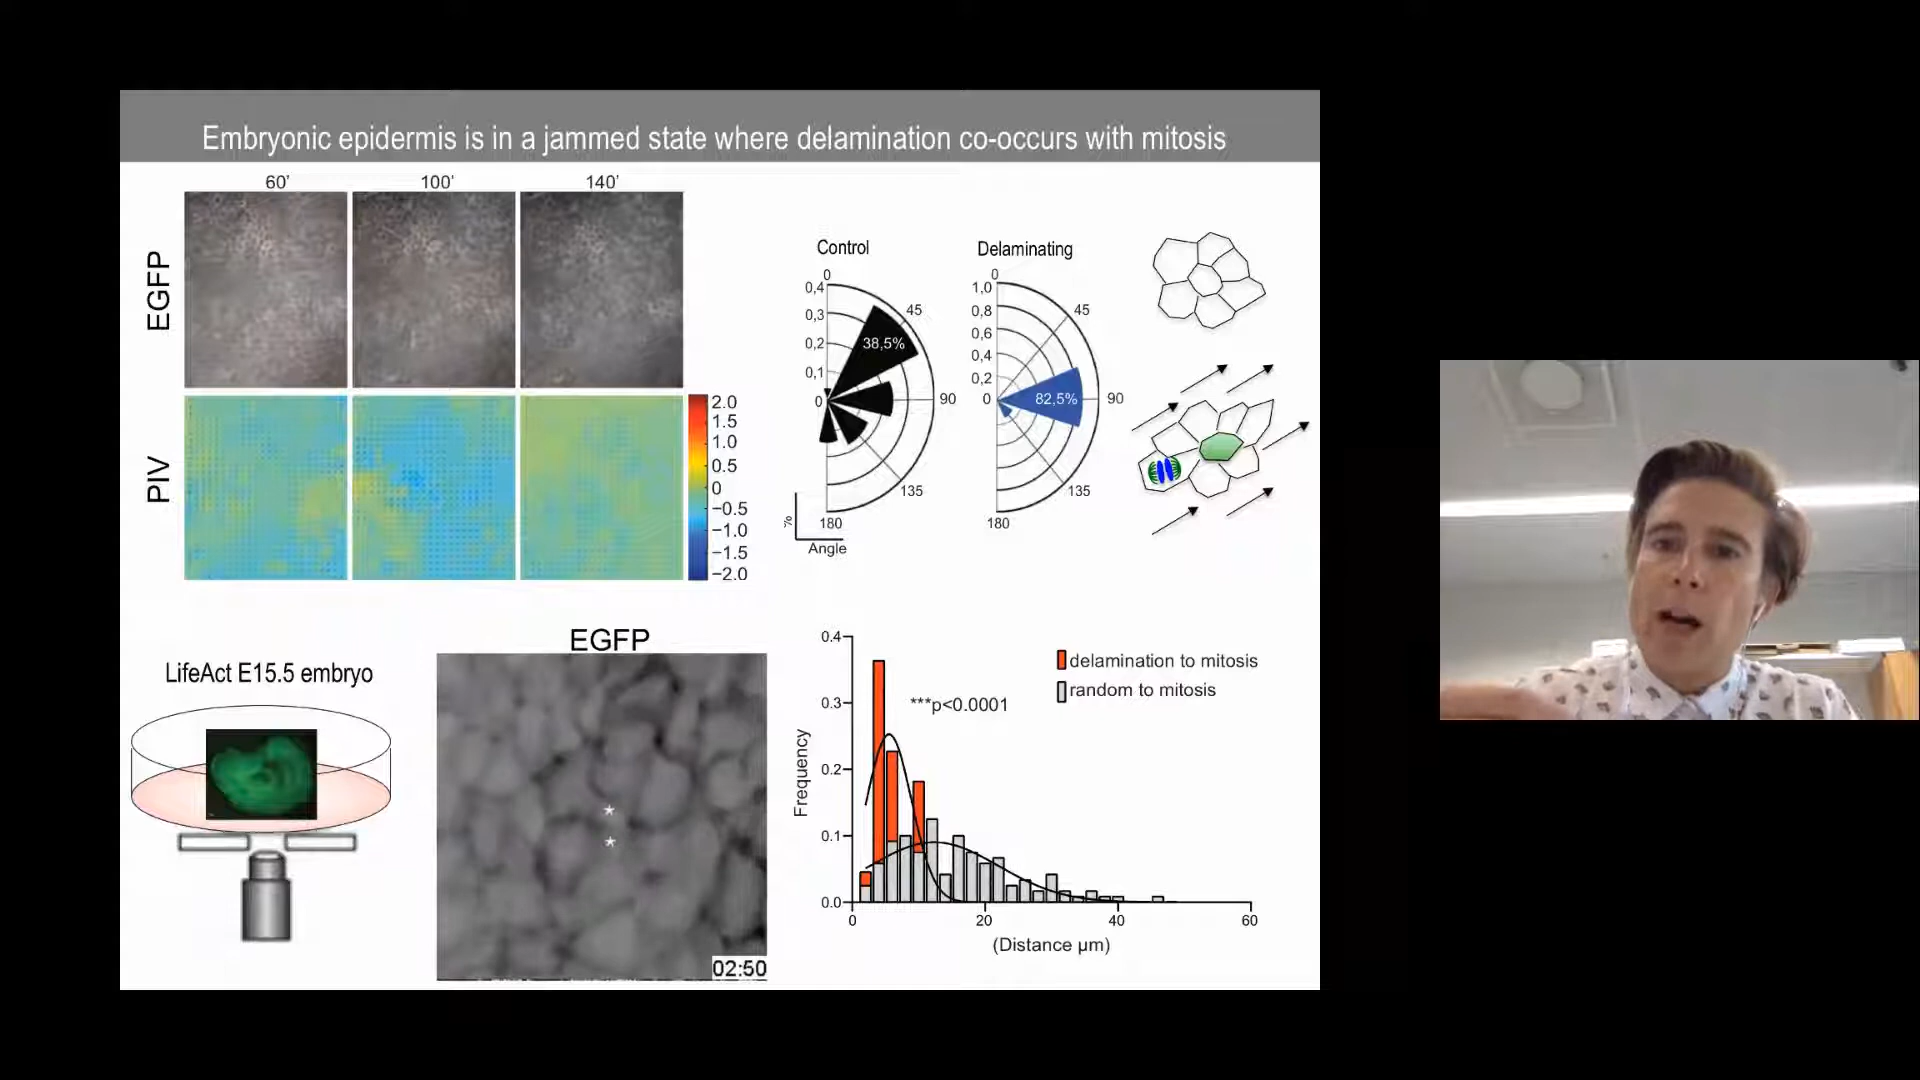 Embryonic epidermis is in a jammed state where delamination co-occurs with mitosis
60' 100' 140'
EGFP
PIV
2.0
1.5
1.0
0.5
0
−0.5
−1.0
−1.5
−2.0
Control
0
0,4
0,3
0,2
0,1
0
45
38,5%
90
135
180
%
Angle
Delaminating
0
1,0
0,8
0,6
0,4
0,2
0
45
82,5%
90
135
180
LifeAct E15.5 embryo
EGFP
*
*
02:50
Frequency
0.4
0.3
0.2
0.1
0.0
delamination to mitosis
random to mitosis
***p<0.0001
0 20 40 60
(Distance µm)